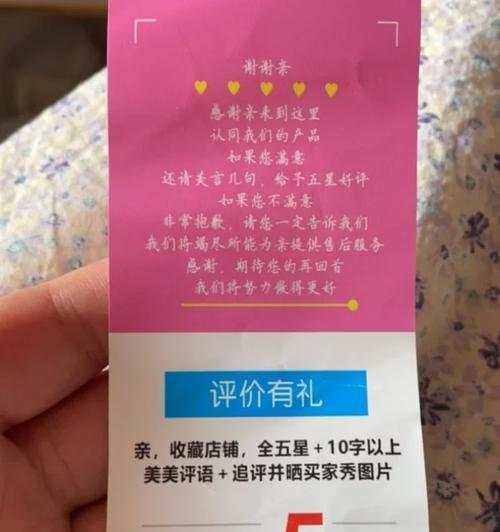 谢谢亲
感谢亲来到这里
认同我们的产品
如果您满意
还请美言几句，给予五星好评
如果您不满意
非常抱歉，请您一定告诉我们
我们将竭尽所能为亲提供售后服务
感谢，期待您的再回首
我们将努力做得更好
评价有礼
亲，收藏店铺，全五星+10字以上
美美评语+追评并晒买家秀图片